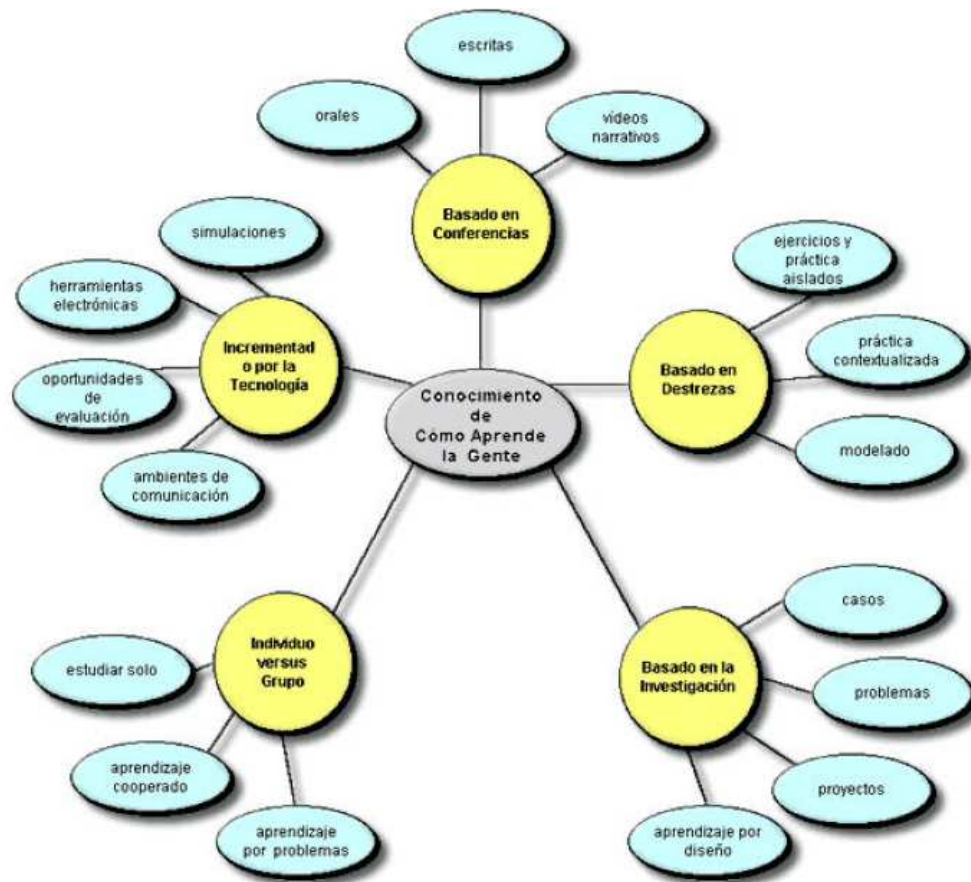 escritas
orales
vídeos
narrativos
Basado en
Conferencias
simulaciones
herramientas
electrónicas
oportunidades
de
evaluación
ambientes de
comunicación
Incrementad
o por la
Tecnología
ejercicios y
práctica
aislados
práctica
contextualizada
modelado
Basado en
Destrezas
Conocimiento
de
Cómo Aprende
la Gente
Individuo
versus
Grupo
estudiar solo
aprendizaje
cooperado
aprendizaje
por problemas
Basado en la
Investigación
casos
problemas
proyectos
aprendizaje por
diseño